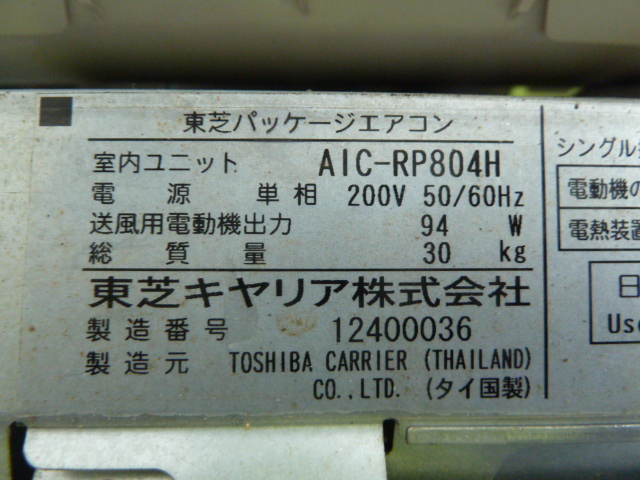 東芝パッケージエアコン
室内ユニット AIC-RP804H
電源 単相 200V 50/60Hz
送風用電動機出力 94 W
総質量 30 kg
東芝キヤリア株式会社
製造番号 12400036
製造元 TOSHIBA CARRIER (THAILAND)
CO.,LTD. (タイ国製)
シングル
電動機の
電熱装置
日
Use